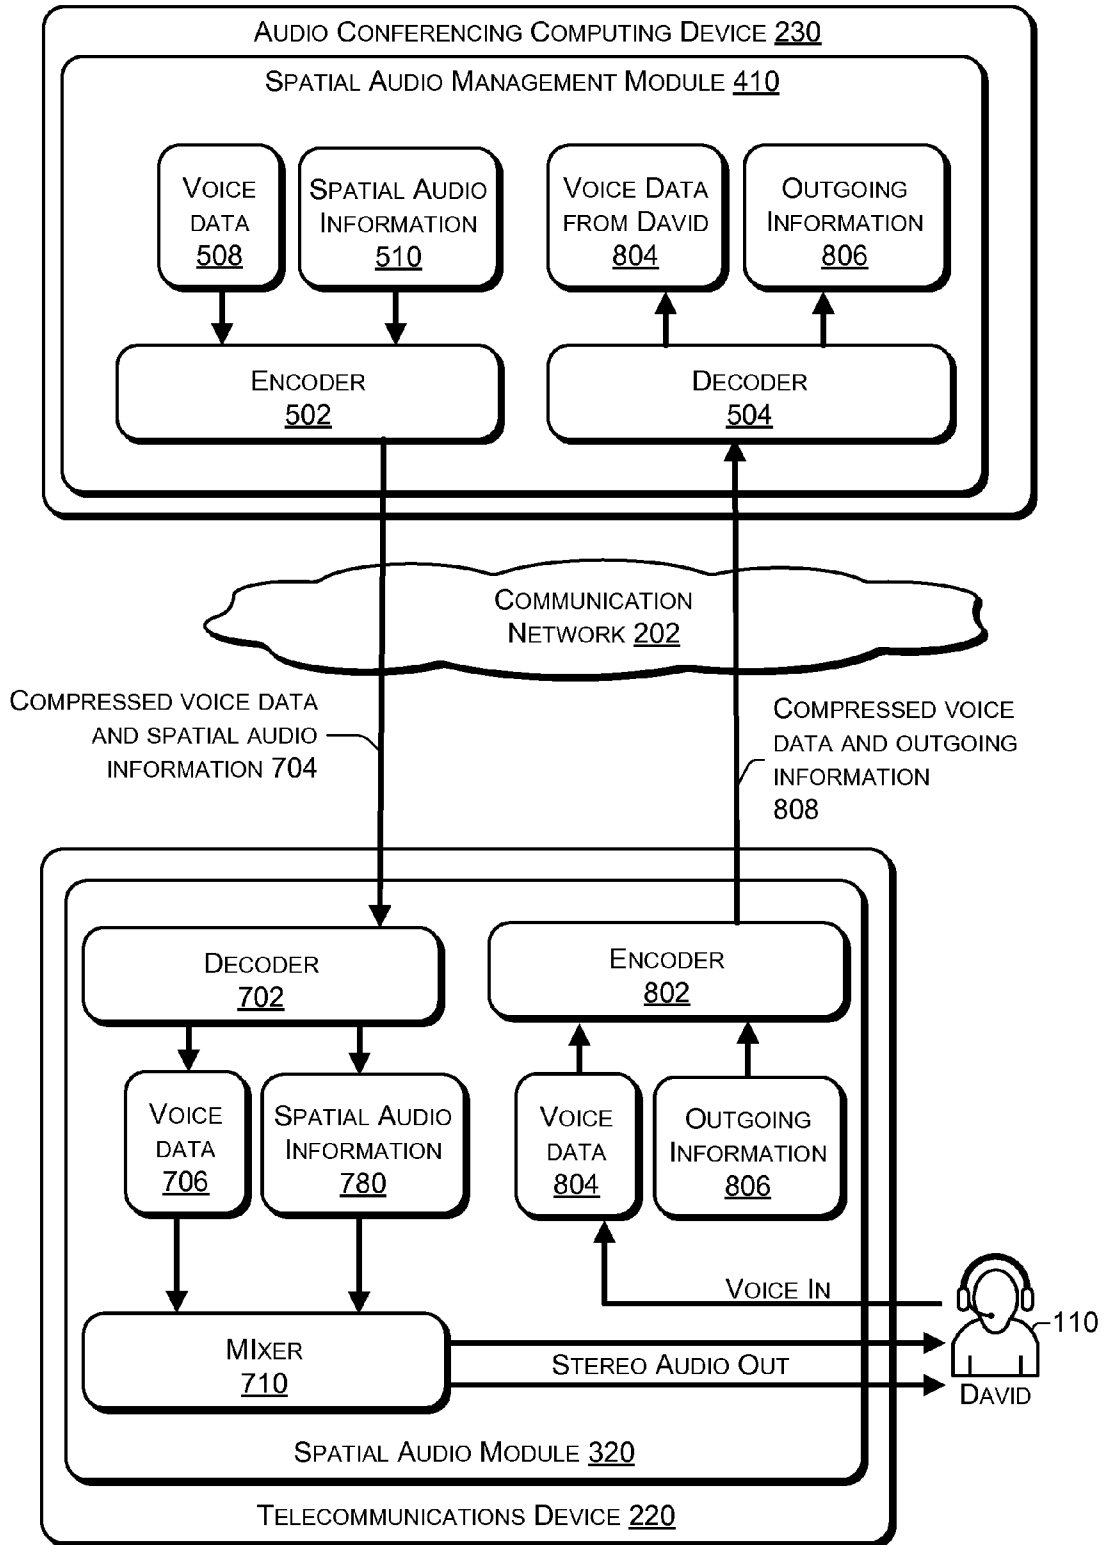 AUDIO CONFERENCING COMPUTING DEVICE 230
SPATIAL AUDIO MANAGEMENT MODULE 410
VOICE
DATA
508
SPATIAL AUDIO
INFORMATION
510
VOICE DATA
FROM DAVID
804
OUTGOING
INFORMATION
806
ENCODER
502
DECODER
504
COMMUNICATION
NETWORK 202
COMPRESSED VOICE DATA
AND SPATIAL AUDIO
INFORMATION 704
COMPRESSED VOICE
DATA AND OUTGOING
INFORMATION
808
DECODER
702
ENCODER
802
VOICE
DATA
706
SPATIAL AUDIO
INFORMATION
780
VOICE
DATA
804
OUTGOING
INFORMATION
806
VOICE IN
110
MIXER
710
STEREO AUDIO OUT
DAVID
SPATIAL AUDIO MODULE 320
TELECOMMUNICATIONS DEVICE 220